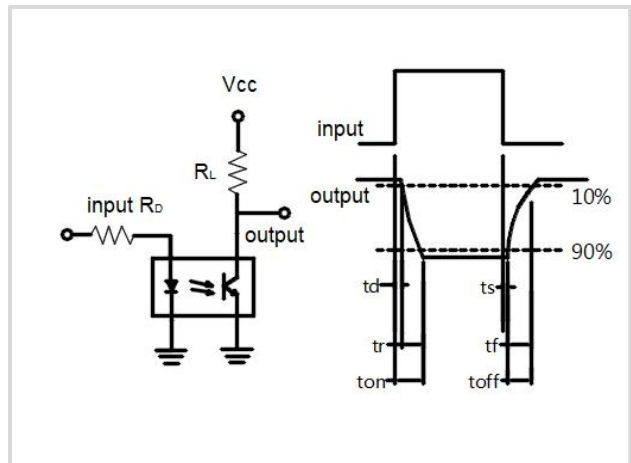 Vcc
RL
input RD
output
input
output
10%
90%
td
ts
tr
tf
ton
toff